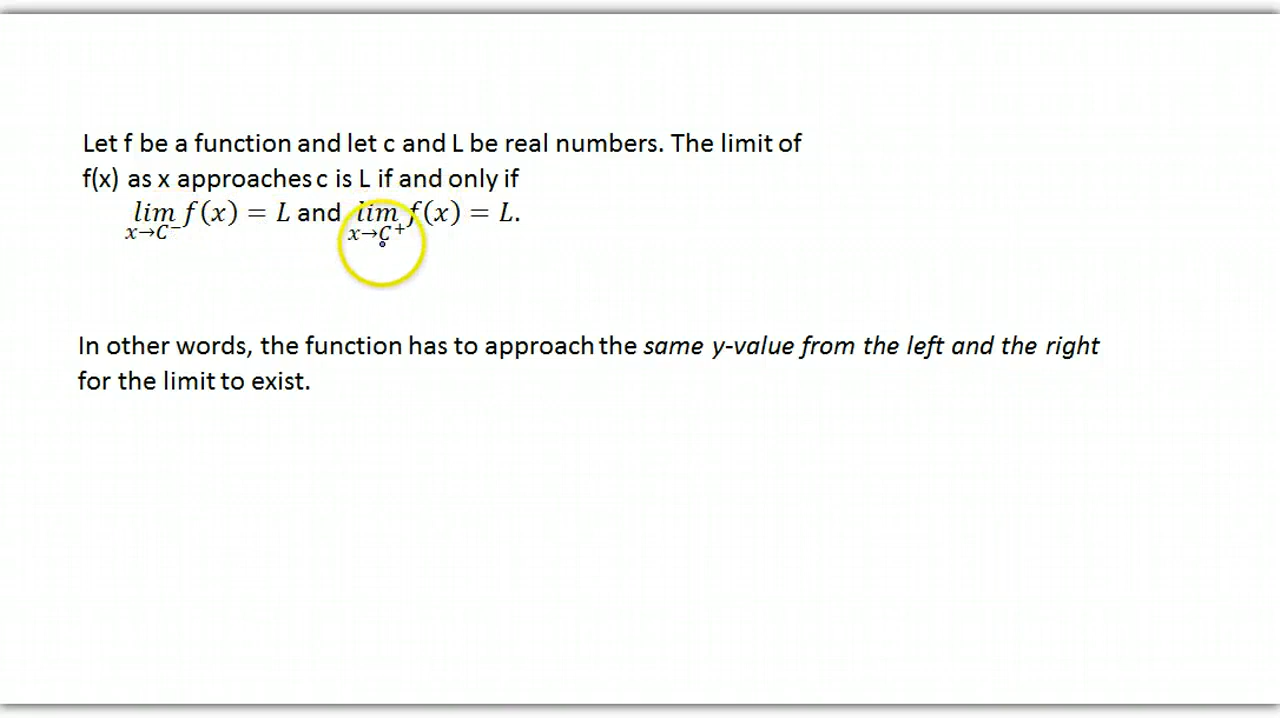 Let f be a function and let c and L be real numbers. The limit of
f(x) as x approaches c is L if and only if
lim x→C⁻ f(x) = L and lim x→C⁺ f(x) = L.
In other words, the function has to approach the same y-value from the left and the right
for the limit to exist.